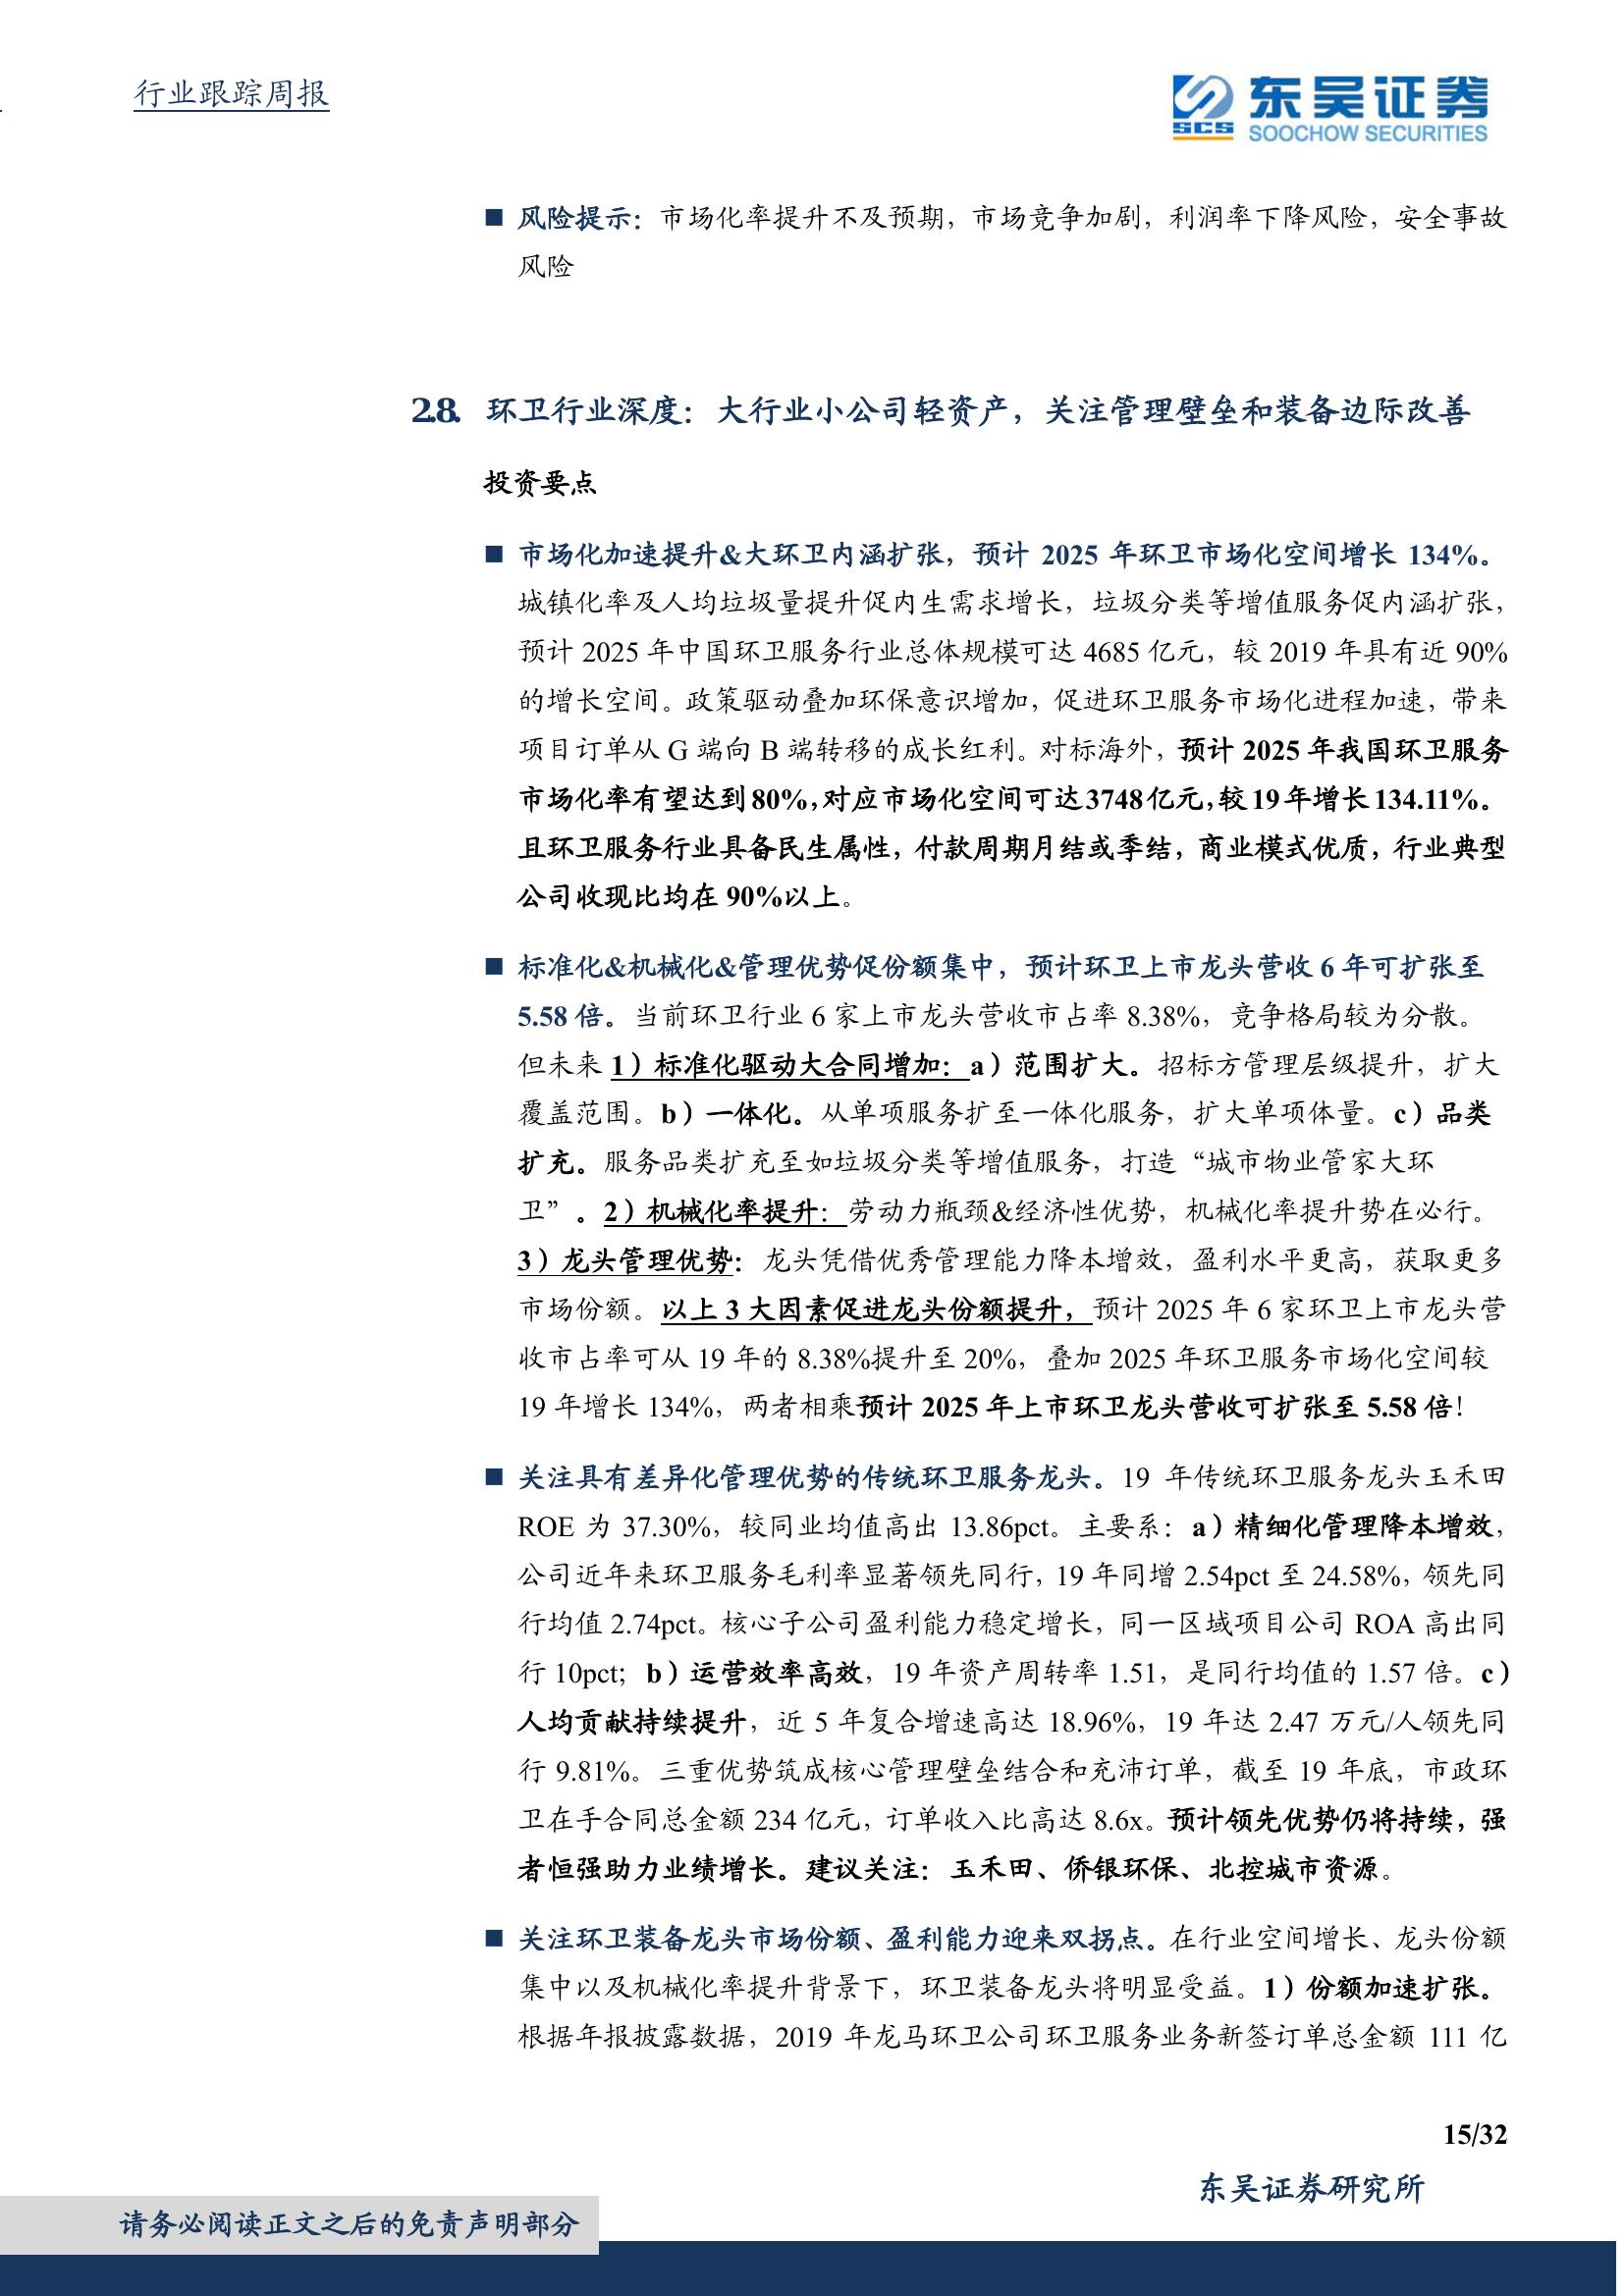 行业跟踪周报
东吴证券
SCS
SOOCHOW SECURITIES
■ 风险提示：市场化率提升不及预期，市场竞争加剧，利润率下降风险，安全事故
风险
2.8. 环卫行业深度：大行业小公司轻资产，关注管理壁垒和装备边际改善
投资要点
■ 市场化加速提升&大环卫内涵扩张，预计 2025 年环卫市场化空间增长 134%。
城镇化率及人均垃圾量提升促内生需求增长，垃圾分类等增值服务促内涵扩张，
预计 2025 年中国环卫服务行业总体规模可达 4685 亿元，较 2019 年具有近 90%
的增长空间。政策驱动叠加环保意识增加，促进环卫服务市场化进程加速，带来
项目订单从 G 端向 B 端转移的成长红利。对标海外，预计 2025 年我国环卫服务
市场化率有望达到 80%，对应市场化空间可达 3748 亿元，较 19 年增长 134.11%。
且环卫服务行业具备民生属性，付款周期月结或季结，商业模式优质，行业典型
公司收现比均在 90%以上。
■ 标准化&机械化&管理优势促份额集中，预计环卫上市龙头营收 6 年可扩张至
5.58 倍。当前环卫行业 6 家上市龙头营收市占率 8.38%，竞争格局较为分散。
但未来 1）标准化驱动大合同增加：a）范围扩大。招标方管理层级提升，扩大
覆盖范围。b）一体化。从单项服务扩至一体化服务，扩大单项体量。c）品类
扩充。服务品类扩充至如垃圾分类等增值服务，打造“城市物业管家大环
卫”。2）机械化率提升：劳动力瓶颈&经济性优势，机械化率提升势在必行。
3）龙头管理优势：龙头凭借优秀管理能力降本增效，盈利水平更高，获取更多
市场份额。以上 3 大因素促进龙头份额提升，预计 2025 年 6 家环卫上市龙头营
收市占率可从 19 年的 8.38%提升至 20%，叠加 2025 年环卫服务市场化空间较
19 年增长 134%，两者相乘预计 2025 年上市环卫龙头营收可扩张至 5.58 倍！
■ 关注具有差异化管理优势的传统环卫服务龙头。19 年传统环卫服务龙头玉禾田
ROE 为 37.30%，较同业均值高出 13.86pct。主要系：a）精细化管理降本增效，
公司近年来环卫服务毛利率显著领先同行，19 年同增 2.54pct 至 24.58%，领先同
行均值 2.74pct。核心子公司盈利能力稳定增长，同一区域项目公司 ROA 高出同
行 10pct；b）运营效率高效，19 年资产周转率 1.51，是同行均值的 1.57 倍。c）
人均贡献持续提升，近 5 年复合增速高达 18.96%，19 年达 2.47 万元/人领先同
行 9.81%。三重优势筑成核心管理壁垒结合和充沛订单，截至 19 年底，市政环
卫在手合同总金额 234 亿元，订单收入比高达 8.6x。预计领先优势仍将持续，强
者恒强助力业绩增长。建议关注：玉禾田、侨银环保、北控城市资源。
■ 关注环卫装备龙头市场份额、盈利能力迎来双拐点。在行业空间增长、龙头份额
集中以及机械化率提升背景下，环卫装备龙头将明显受益。1）份额加速扩张。
根据年报披露数据，2019 年龙马环卫公司环卫服务业务新签订单总金额 111 亿
15/32
东吴证券研究所
请务必阅读正文之后的免责声明部分